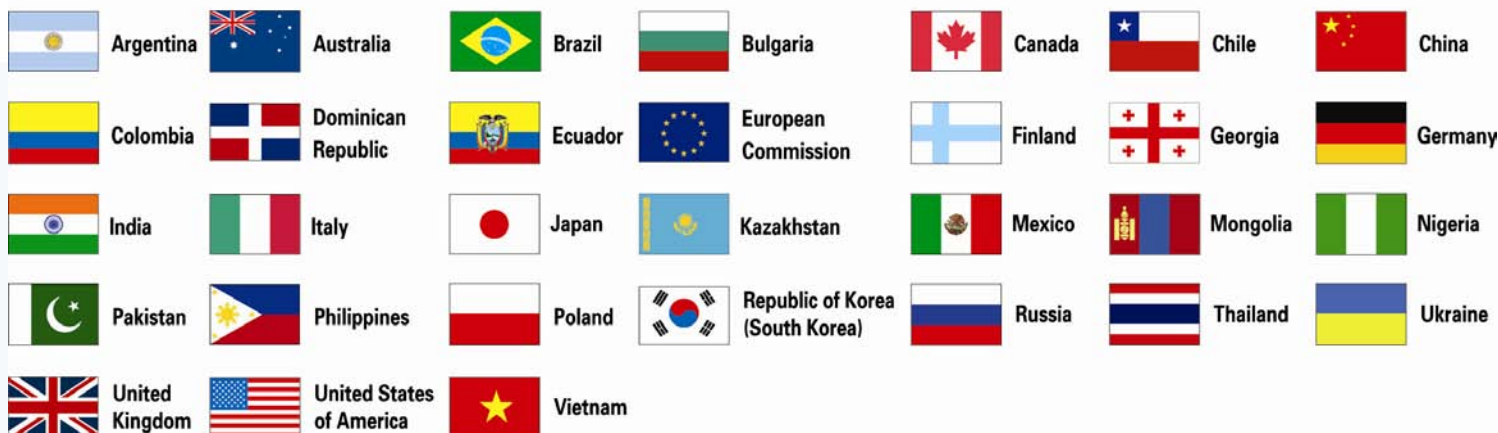 Argentina
Australia
Brazil
Bulgaria
Canada
Chile
China
Colombia
Dominican
Republic
Ecuador
European
Commission
Finland
Georgia
Germany
India
Italy
Japan
Kazakhstan
Mexico
Mongolia
Nigeria
Pakistan
Philippines
Poland
Republic of Korea
(South Korea)
Russia
Thailand
Ukraine
United
Kingdom
United States
of America
Vietnam